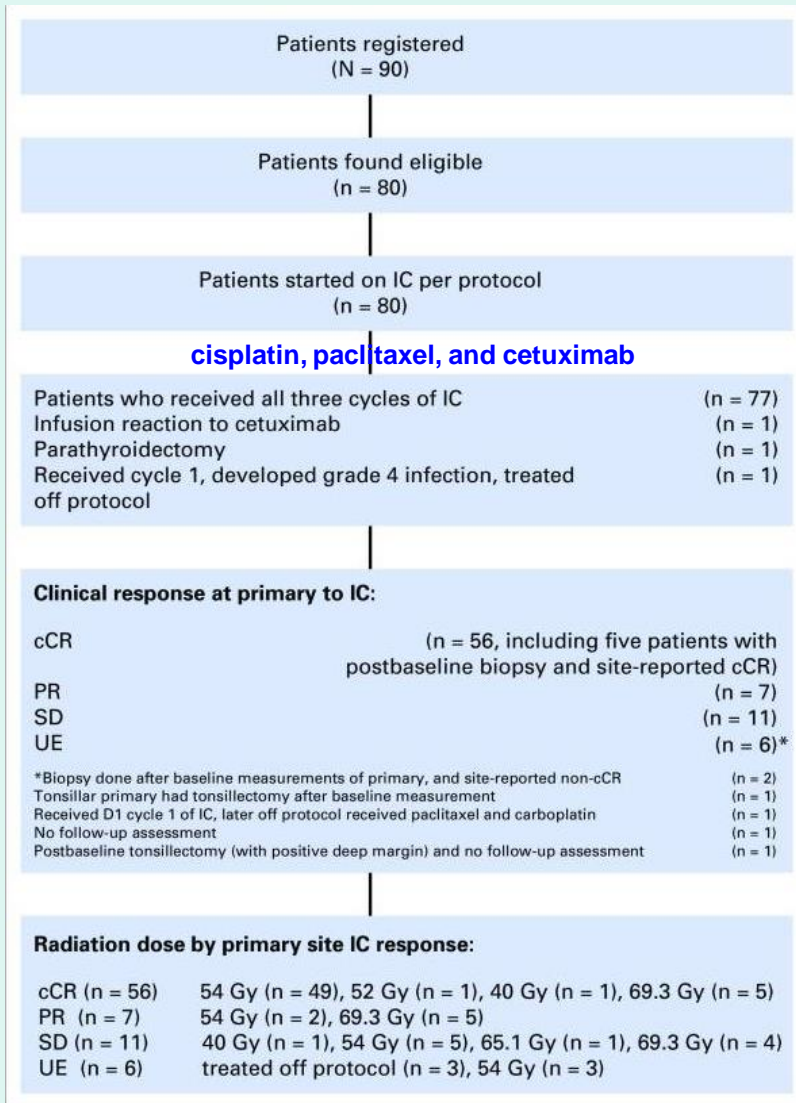 Patients registered
(N = 90)
Patients found eligible
(n = 80)
Patients started on IC per protocol
(n = 80)
cisplatin, paclitaxel, and cetuximab
Patients who received all three cycles of IC (n = 77)
Infusion reaction to cetuximab (n = 1)
Parathyroidectomy (n = 1)
Received cycle 1, developed grade 4 infection, treated (n = 1)
off protocol
Clinical response at primary to IC:
cCR (n = 56, including five patients with
postbaseline biopsy and site-reported cCR)
PR (n = 7)
SD (n = 11)
UE (n = 6)*
*Biopsy done after baseline measurements of primary, and site-reported non-cCR (n = 2)
Tonsillar primary had tonsillectomy after baseline measurement (n = 1)
Received D1 cycle 1 of IC, later off protocol received paclitaxel and carboplatin (n = 1)
No follow-up assessment (n = 1)
Postbaseline tonsillectomy (with positive deep margin) and no follow-up assessment (n = 1)
Radiation dose by primary site IC response:
cCR (n = 56) 54 Gy (n = 49), 52 Gy (n = 1), 40 Gy (n = 1), 69.3 Gy (n = 5)
PR (n = 7) 54 Gy (n = 2), 69.3 Gy (n = 5)
SD (n = 11) 40 Gy (n = 1), 54 Gy (n = 5), 65.1 Gy (n = 1), 69.3 Gy (n = 4)
UE (n = 6) treated off protocol (n = 3), 54 Gy (n = 3)